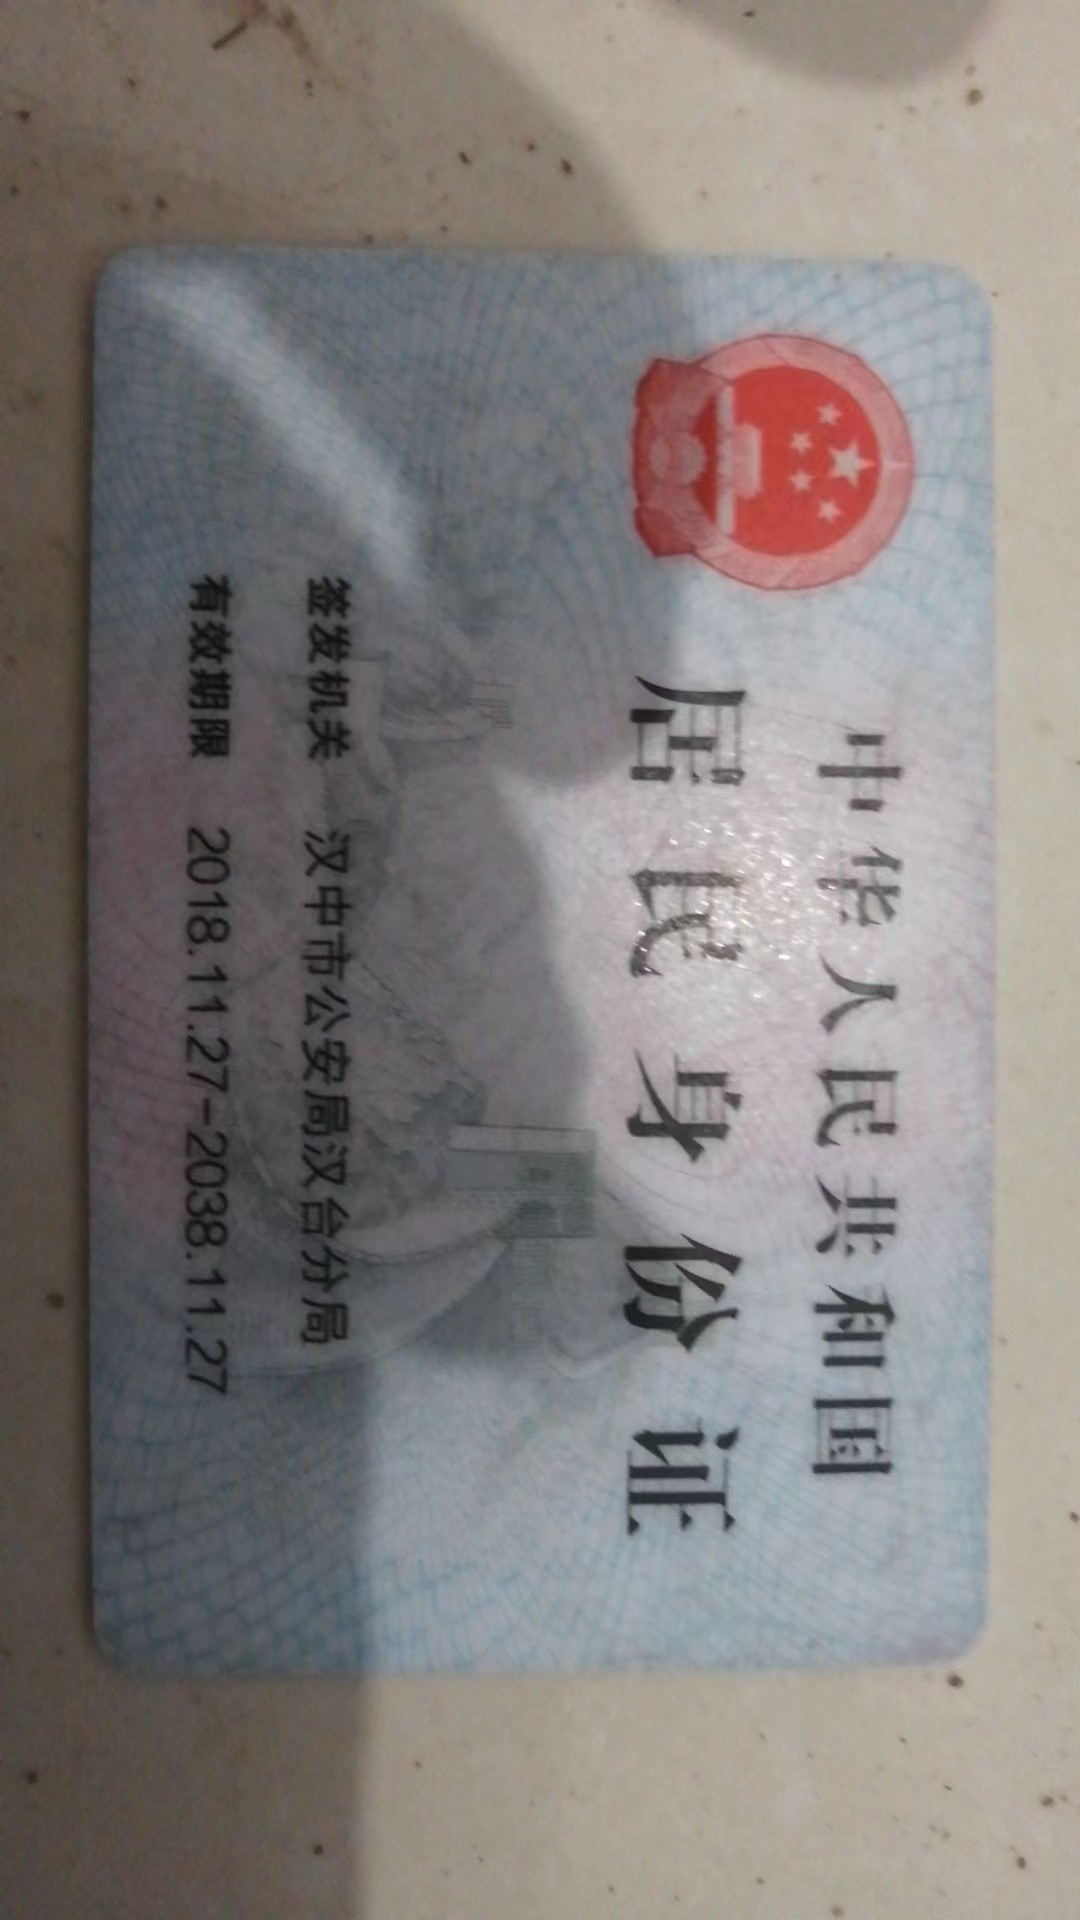 中华人民共和国
居民身份证
签发机关 汉中市公安局汉台分局
有效期限 2018.11.27-2038.11.27